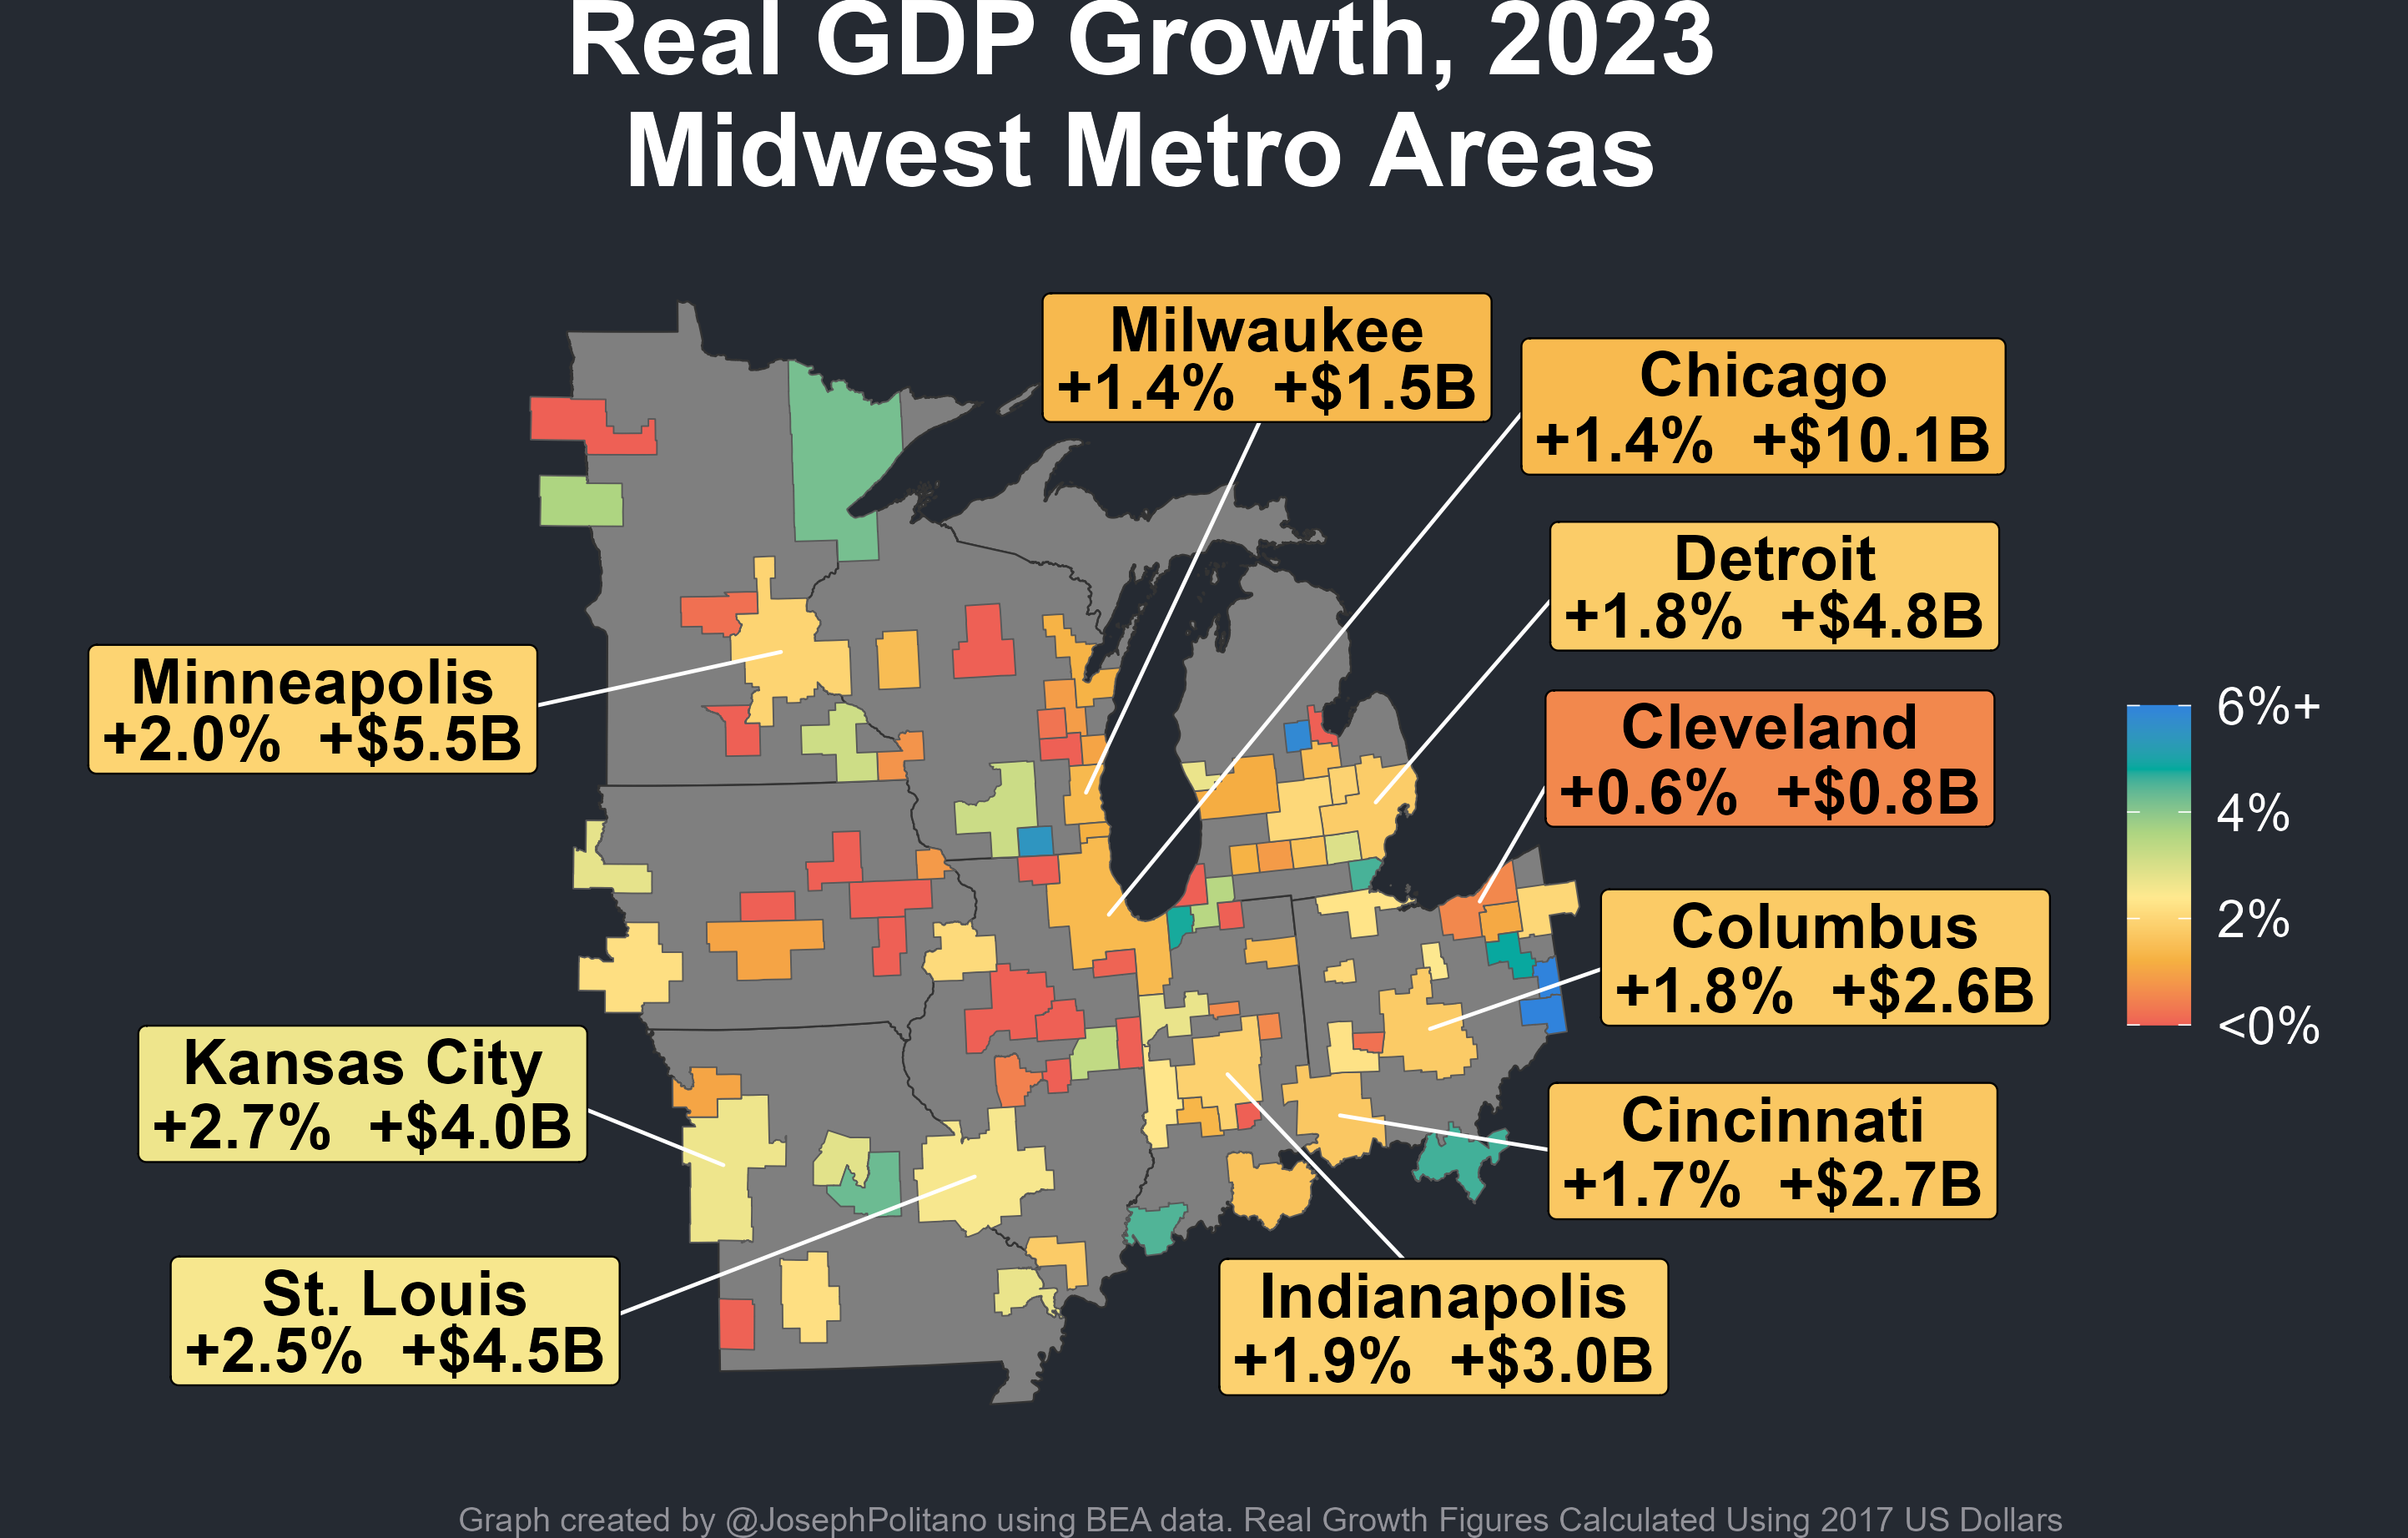 Real GDP Growth, 2023
Midwest Metro Areas
Milwaukee
+1.4% +$1.5B
Chicago
+1.4% +$10.1B
Detroit
+1.8% +$4.8B
Minneapolis
+2.0% +$5.5B
Cleveland
+0.6% +$0.8B
6%+
4%
2%
<0%
Columbus
+1.8% +$2.6B
Kansas City
+2.7% +$4.0B
Cincinnati
+1.7% +$2.7B
St. Louis
+2.5% +$4.5B
Indianapolis
+1.9% +$3.0B
Graph created by @JosephPolitano using BEA data. Real Growth Figures Calculated Using 2017 US Dollars